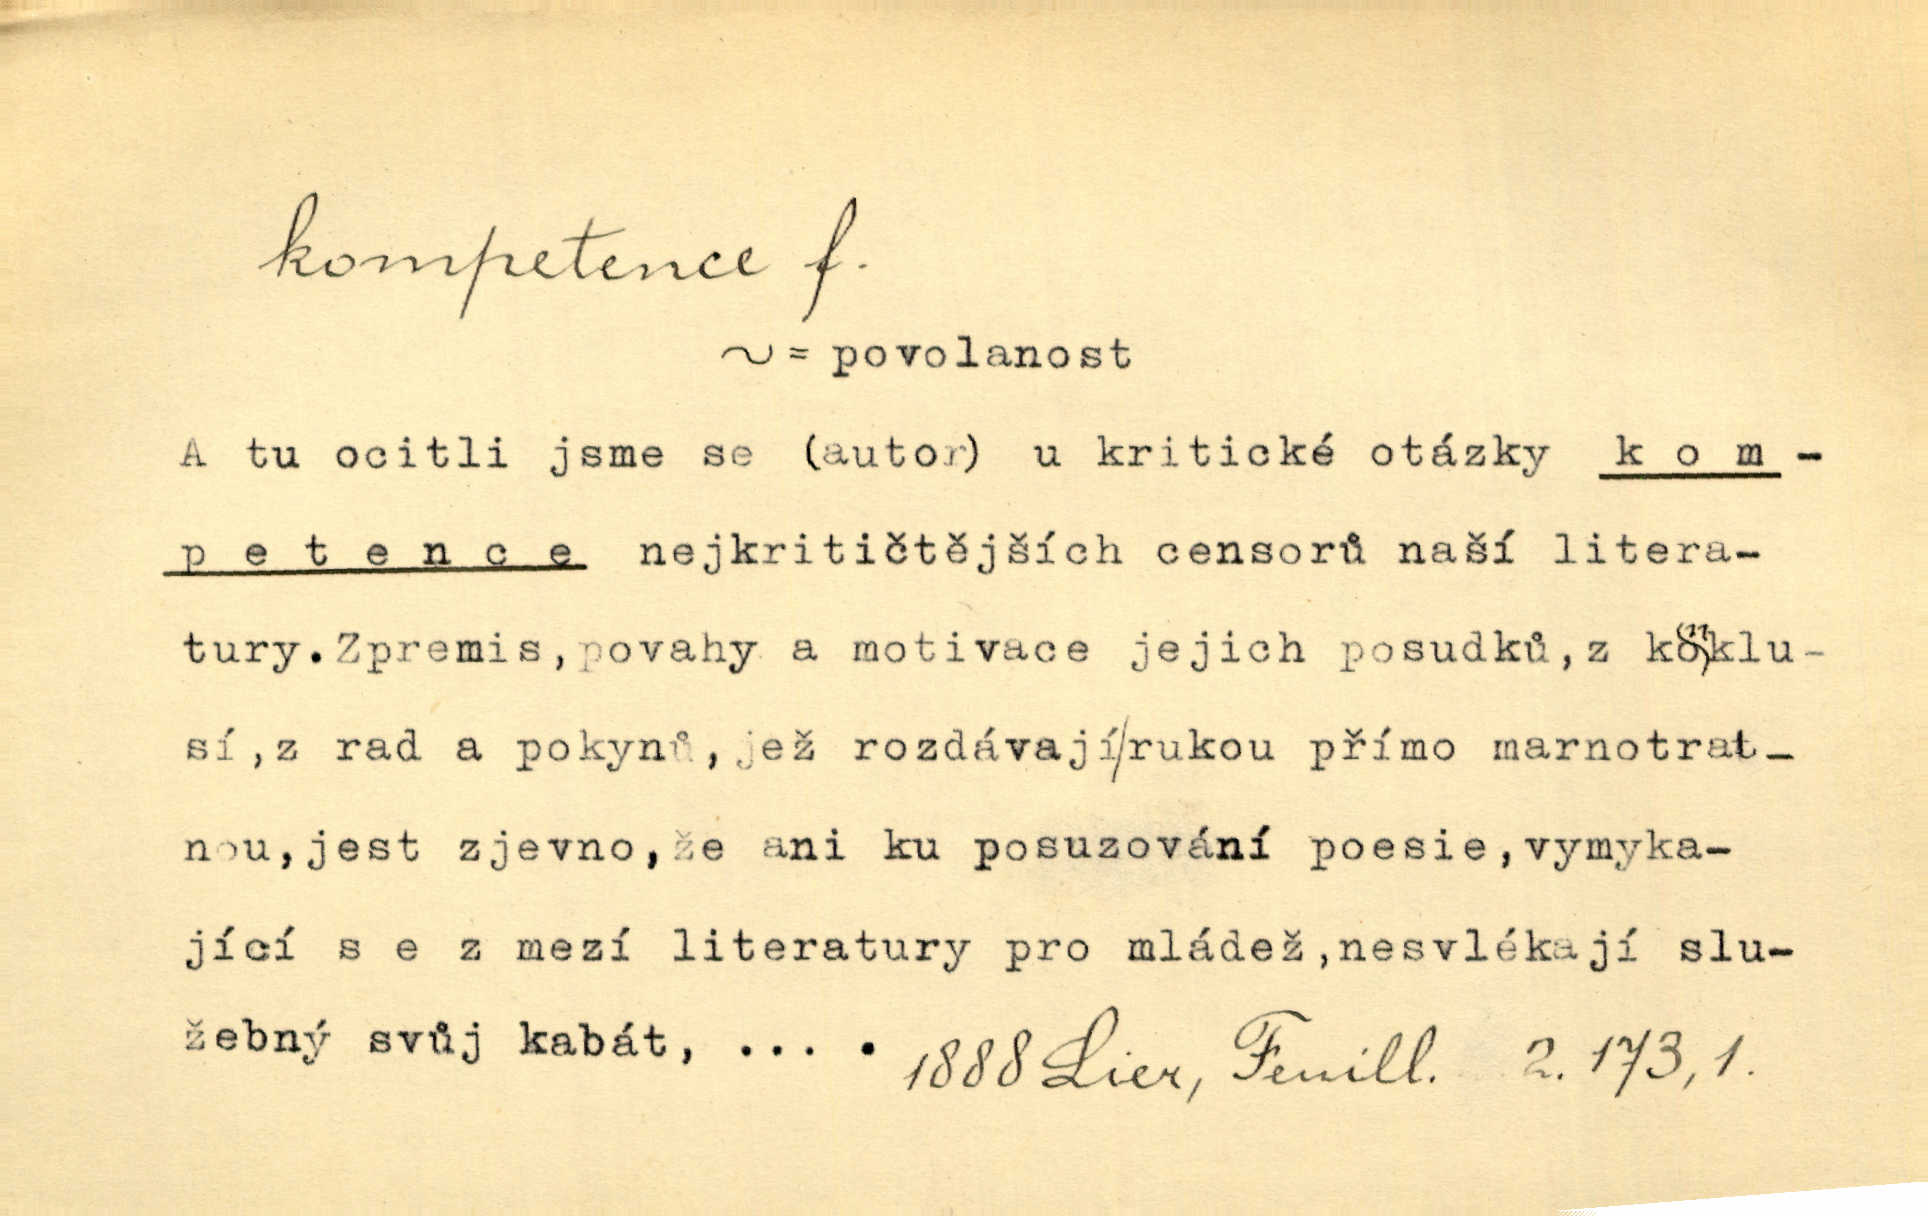 kompetence f.
~ = povolanost
A tu ocitli jsme se (autor) u kritické otázky k o m -
p e t e n c e nejkritičtějších censorů naší litera-
tury.Zpremis,povahy a motivace jejich posudků,z konklu-
sí,z rad a pokynů,jež rozdávají/rukou přímo marnotrat-
nou,jest zjevno,že ani ku posuzování poesie,vymyka-
jící s e z mezí literatury pro mládež,nesvlékají slu-
žebný svůj kabát, ... . 1888 Lier, Feuill. 2. 173, 1.